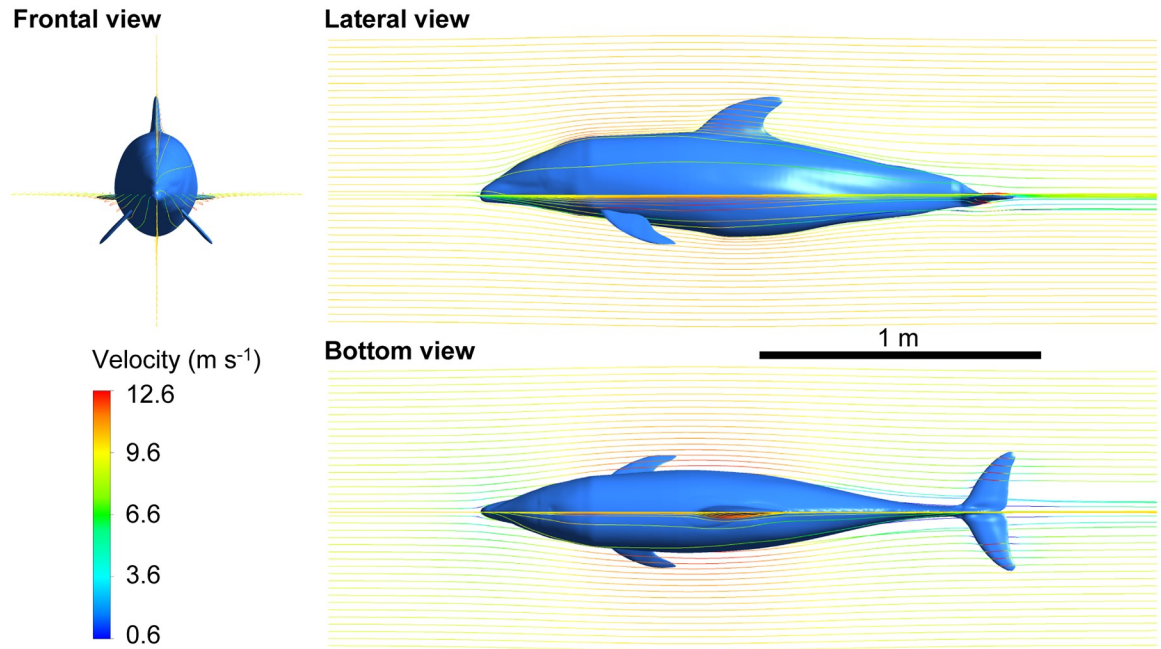 Frontal view
Lateral view
Velocity (m s-1)
12.6
9.6
6.6
3.6
0.6
Bottom view
1 m